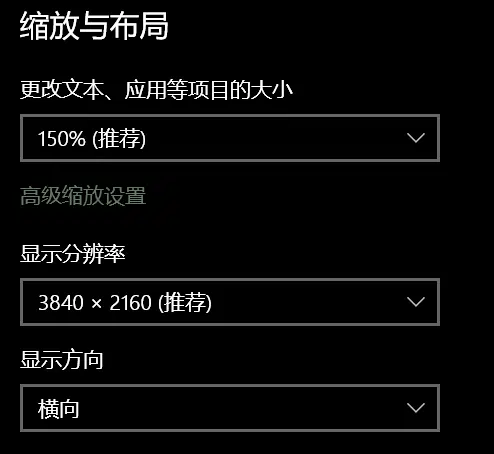 缩放与布局
更改文本、应用等项目的大小
150% (推荐)
高级缩放设置
显示分辨率
3840 × 2160 (推荐)
显示方向
横向